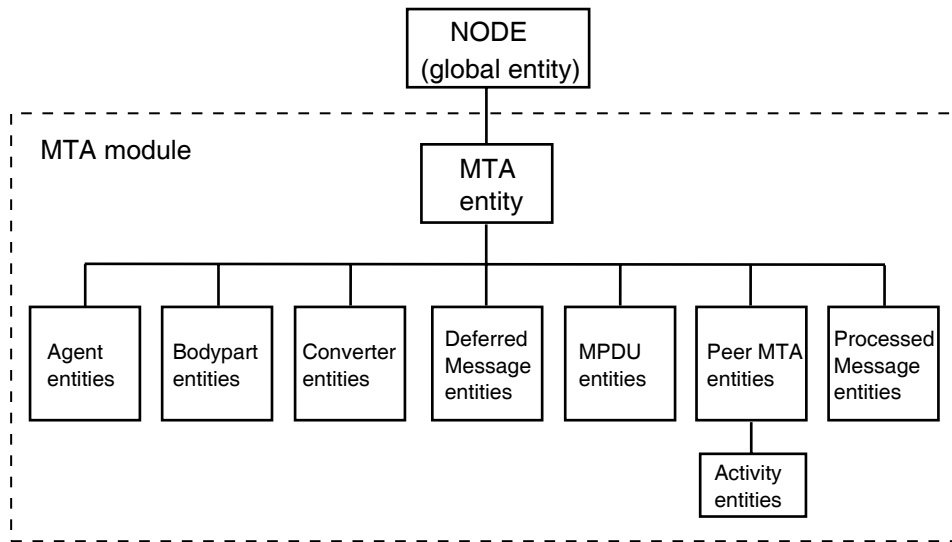 NODE
(global entity)
MTA module
MTA
entity
Agent
entities
Bodypart
entities
Converter
entities
Deferred
Message
entities
MPDU
entities
Peer MTA
entities
Processed
Message
entities
Activity
entities